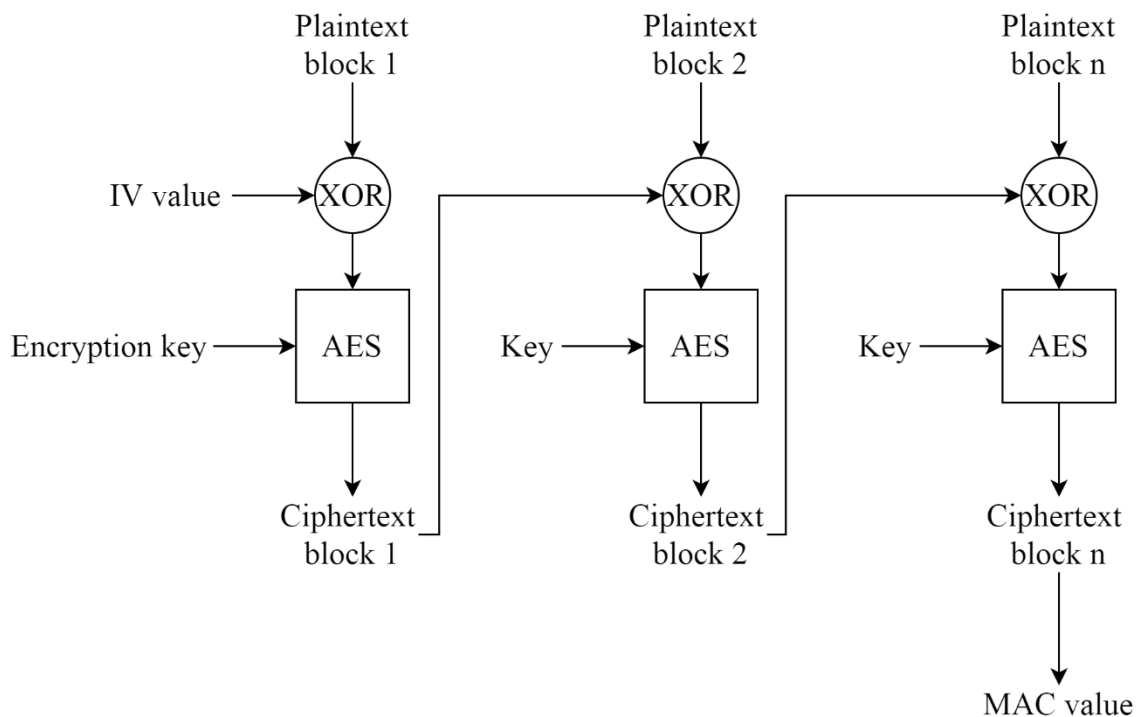 Plaintext
block 1
Plaintext
block 2
Plaintext
block n
IV value
XOR
XOR
XOR
Encryption key
AES
Key
AES
Key
AES
Ciphertext
block 1
Ciphertext
block 2
Ciphertext
block n
MAC value